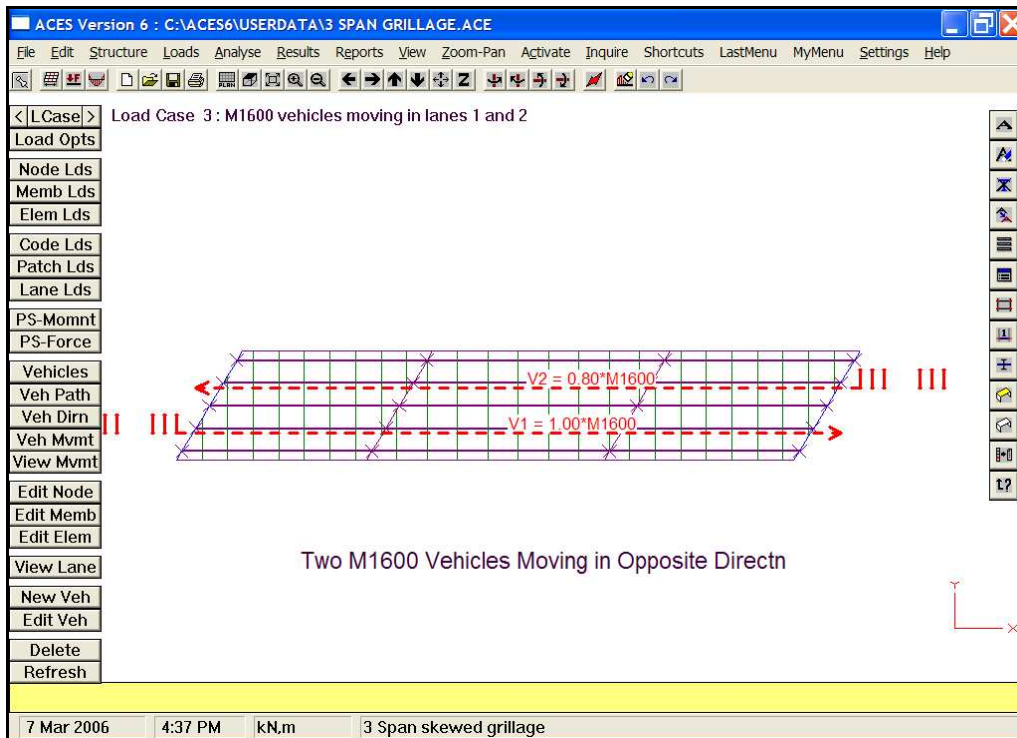 ACES Version 6 : C:\ACES6\USERDATA\3 SPAN GRILLAGE.ACE
File Edit Structure Loads Analyse Results Reports View Zoom-Pan Activate Inquire Shortcuts LastMenu MyMenu Settings Help
PLAN Z
< LCase > Load Case 3 : M1600 vehicles moving in lanes 1 and 2
Load Opts
Node Lds
Memb Lds
Elem Lds
Code Lds
Patch Lds
Lane Lds
PS-Momnt
PS-Force
Vehicles
Veh Path
Veh Dirn
Veh Mvmt
View Mvmt
Edit Node
Edit Memb
Edit Elem
View Lane
New Veh
Edit Veh
Delete
Refresh
V2 = 0.80*M1600
V1 = 1.00*M1600
Two M1600 Vehicles Moving in Opposite Directn
Y
X
7 Mar 2006 4:37 PM kN,m 3 Span skewed grillage